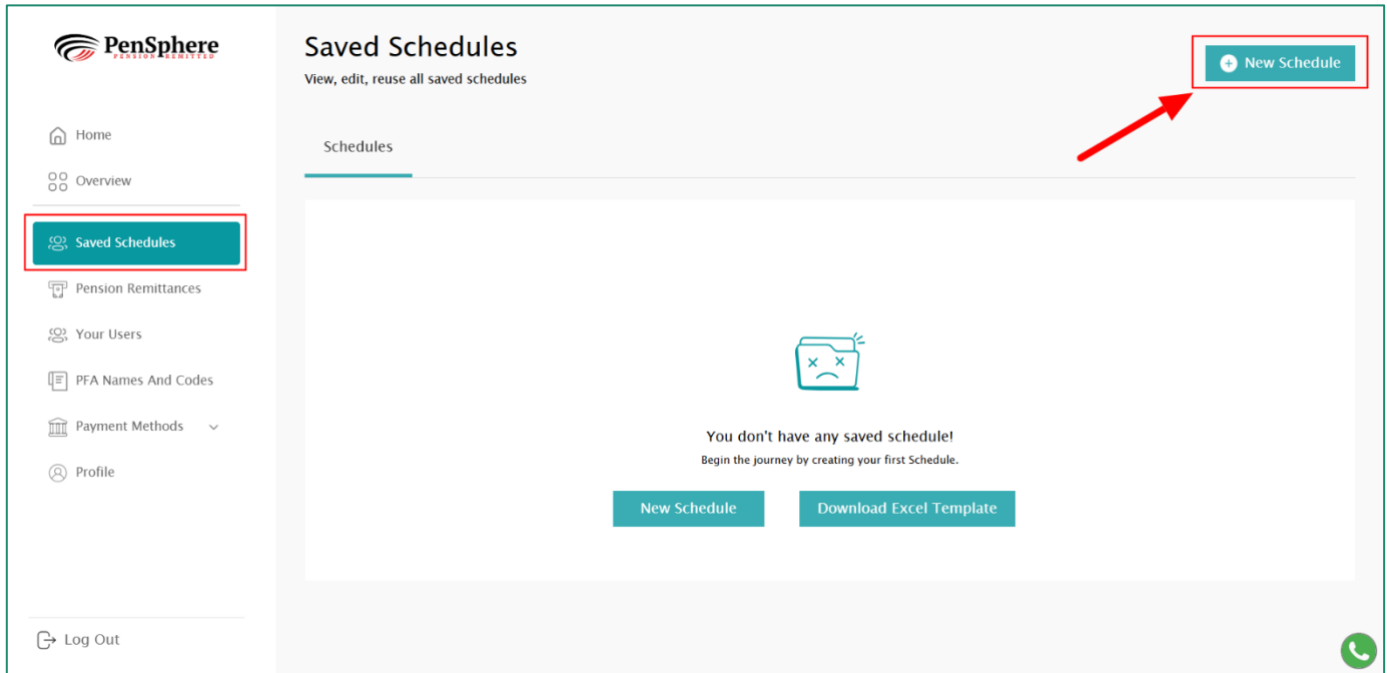 PenSphere
PENSION REMITTED
Home
Overview
Saved Schedules
Pension Remittances
Your Users
PFA Names And Codes
Payment Methods
Profile
Log Out
Saved Schedules
View, edit, reuse all saved schedules
New Schedule
Schedules
You don't have any saved schedule!
Begin the journey by creating your first Schedule.
New Schedule
Download Excel Template